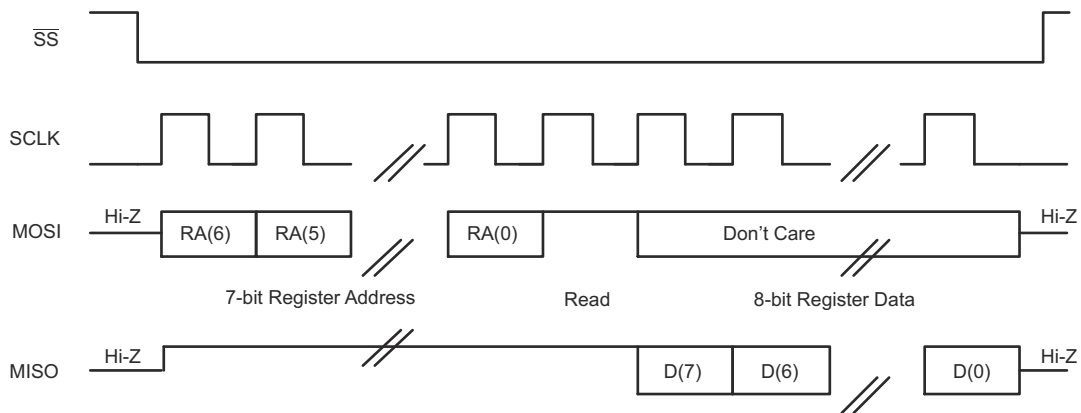 SS
SCLK
Hi-Z
Hi-Z
MOSI
RA(6)
RA(5)
RA(0)
Don't Care
7-bit Register Address
Read
8-bit Register Data
Hi-Z
Hi-Z
MISO
D(7)
D(6)
D(0)